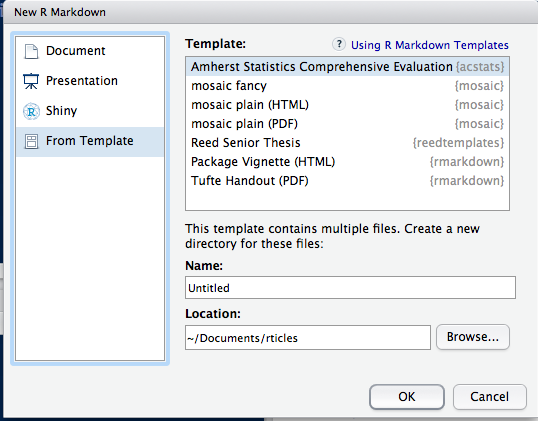 New R Markdown
Document
Presentation
Shiny
From Template
Template:
? Using R Markdown Templates
Amherst Statistics Comprehensive Evaluation {acstats}
mosaic fancy {mosaic}
mosaic plain (HTML) {mosaic}
mosaic plain (PDF) {mosaic}
Reed Senior Thesis {reedtemplates}
Package Vignette (HTML) {rmarkdown}
Tufte Handout (PDF) {rmarkdown}
This template contains multiple files. Create a new
directory for these files:
Name:
Untitled
Location:
~/Documents/rticles
Browse...
OK
Cancel